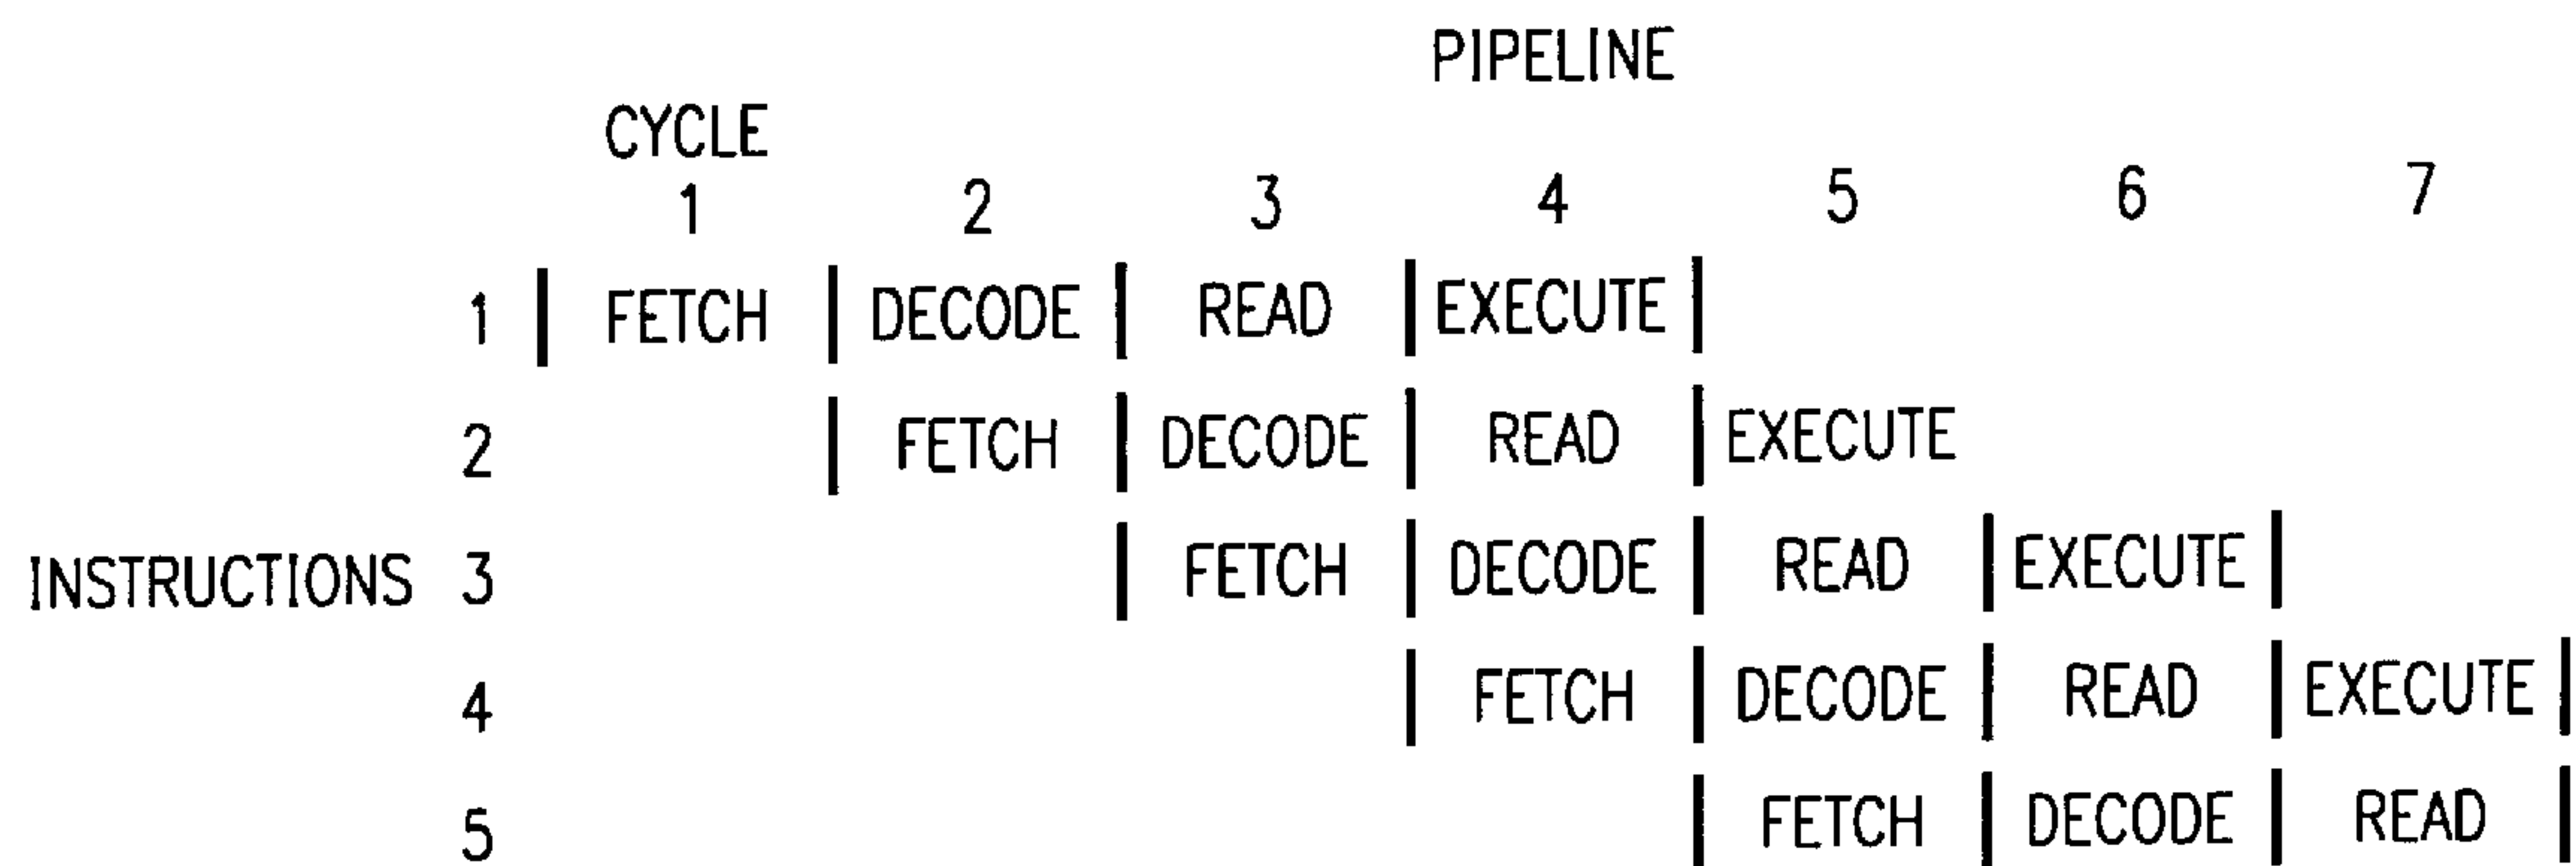 PIPELINE
CYCLE
1 2 3 4 5 6 7
1 FETCH DECODE READ EXECUTE
2 FETCH DECODE READ EXECUTE
INSTRUCTIONS 3 FETCH DECODE READ EXECUTE
4 FETCH DECODE READ EXECUTE
5 FETCH DECODE READ